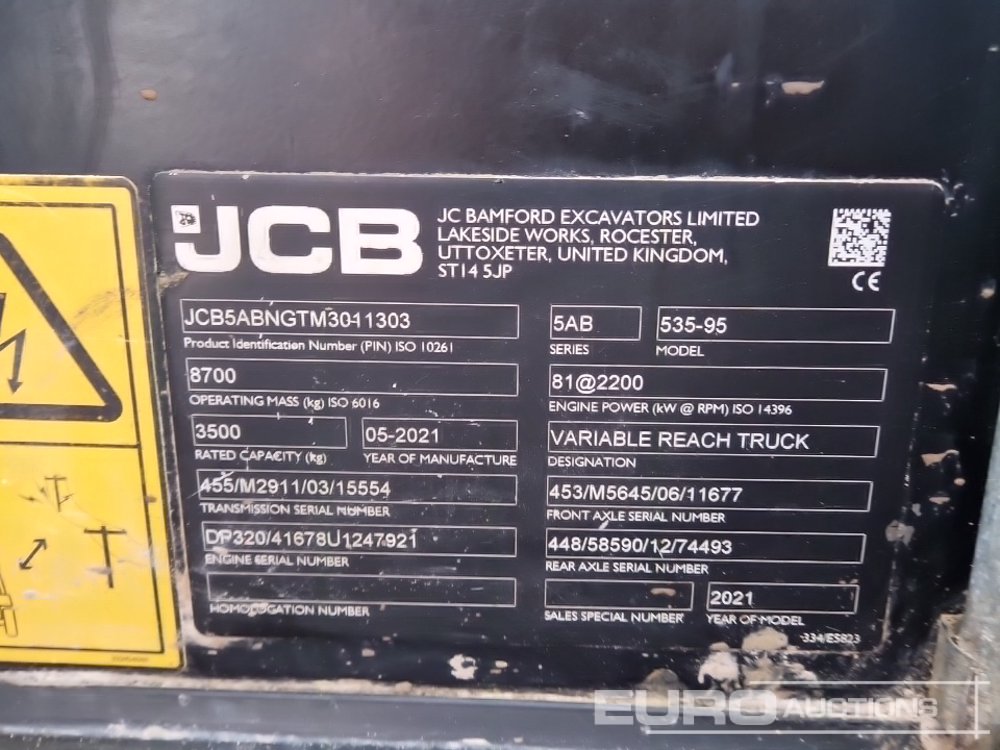 JCB
JC BAMFORD EXCAVATORS LIMITED
LAKESIDE WORKS, ROCESTER,
UTTOXETER, UNITED KINGDOM,
ST14 5JP
CE
JCB5ABNGTM3011303
Product Identification Number (PIN) ISO 10261
5AB
SERIES
535-95
MODEL
8700
OPERATING MASS (kg) ISO 6016
81@2200
ENGINE POWER (kW @ RPM) ISO 14396
3500
RATED CAPACITY (kg)
05-2021
YEAR OF MANUFACTURE
VARIABLE REACH TRUCK
DESIGNATION
455/M2911/03/15554
TRANSMISSION SERIAL NUMBER
453/M5645/06/11677
FRONT AXLE SERIAL NUMBER
DP320/41678U1247921
ENGINE SERIAL NUMBER
448/58590/12/74493
REAR AXLE SERIAL NUMBER
HOMOLOGATION NUMBER
SALES SPECIAL NUMBER
2021
YEAR OF MODEL
334/E5823
EURO AUCTIONS